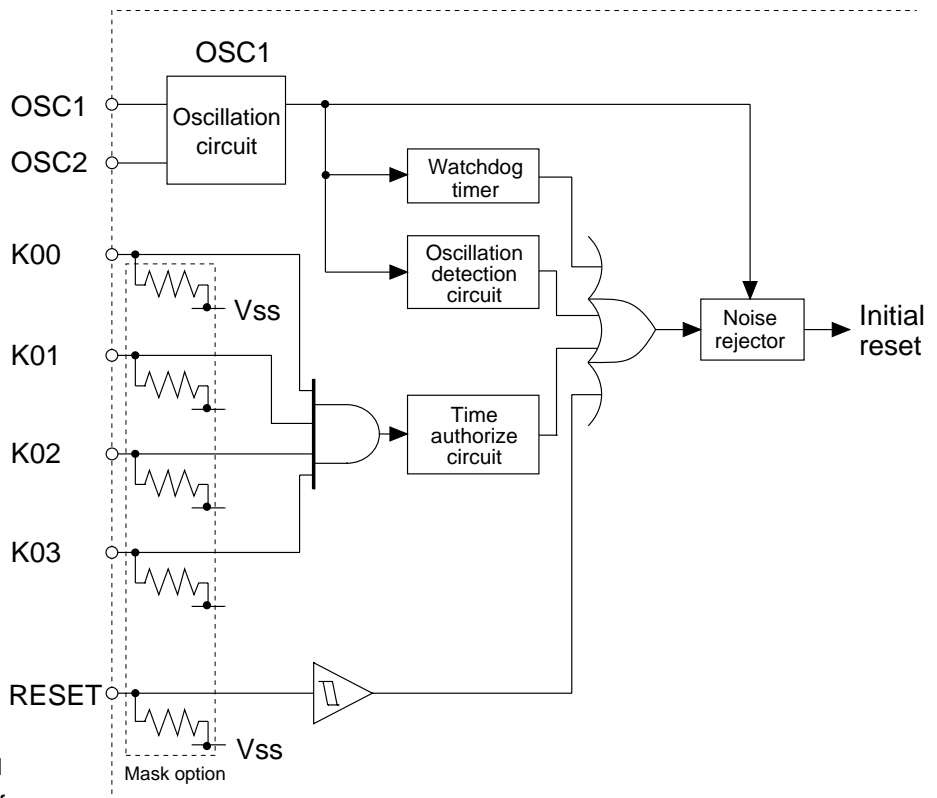 OSC1
OSC1
Oscillation
circuit
OSC2
Watchdog
timer
K00
Oscillation
detection
circuit
Vss
Noise
rejector
Initial
reset
K01
Time
authorize
circuit
K02
K03
RESET
Vss
Mask option